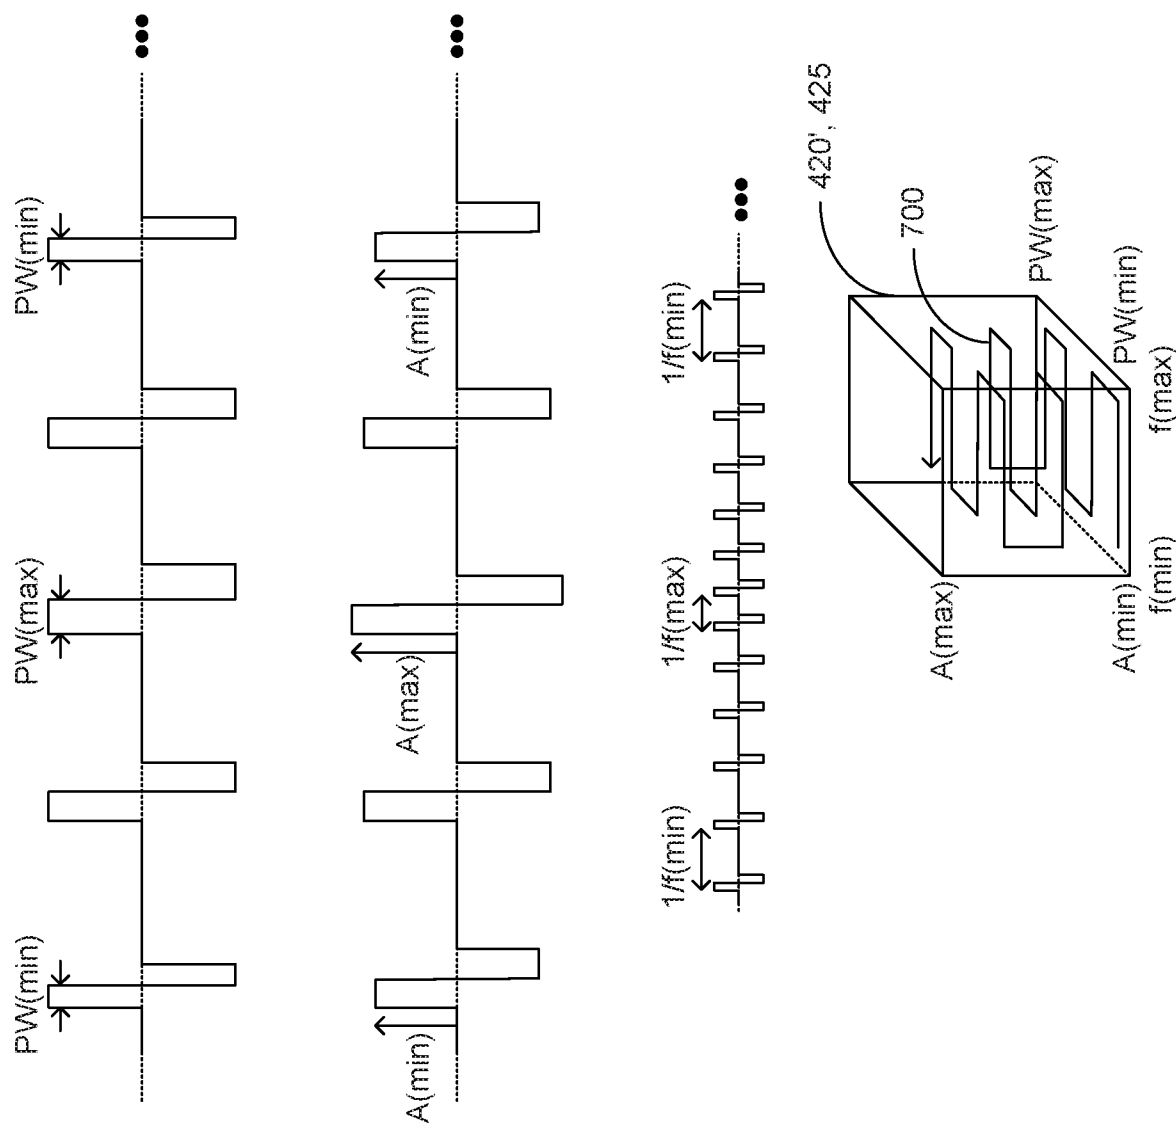 PW(min)
PW(max)
PW(min)
A(min)
A(max)
A(min)
1/f(min)
1/f(max)
1/f(min)
420', 425
700
A(max)
PW(max)
A(min)
PW(min)
f(min)
f(max)